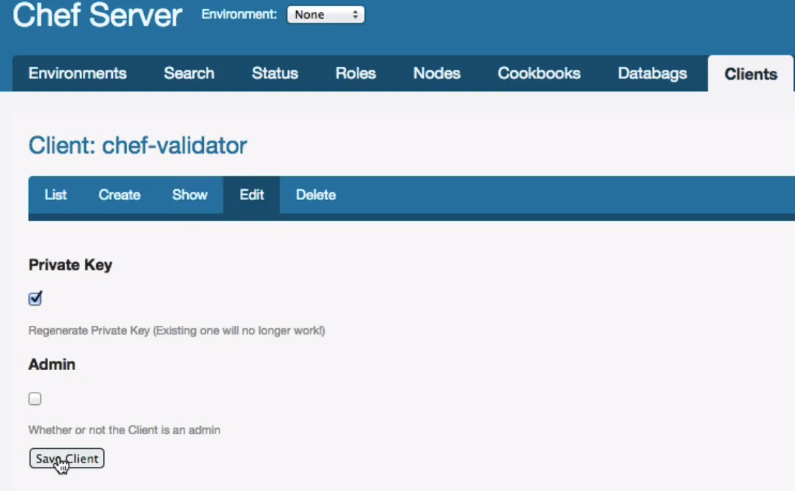 Chef Server Environment: None
Environments Search Status Roles Nodes Cookbooks Databags Clients
Client: chef-validator
List Create Show Edit Delete
Private Key
Regenerate Private Key (Existing one will no longer work!)
Admin
Whether or not the Client is an admin
Save Client